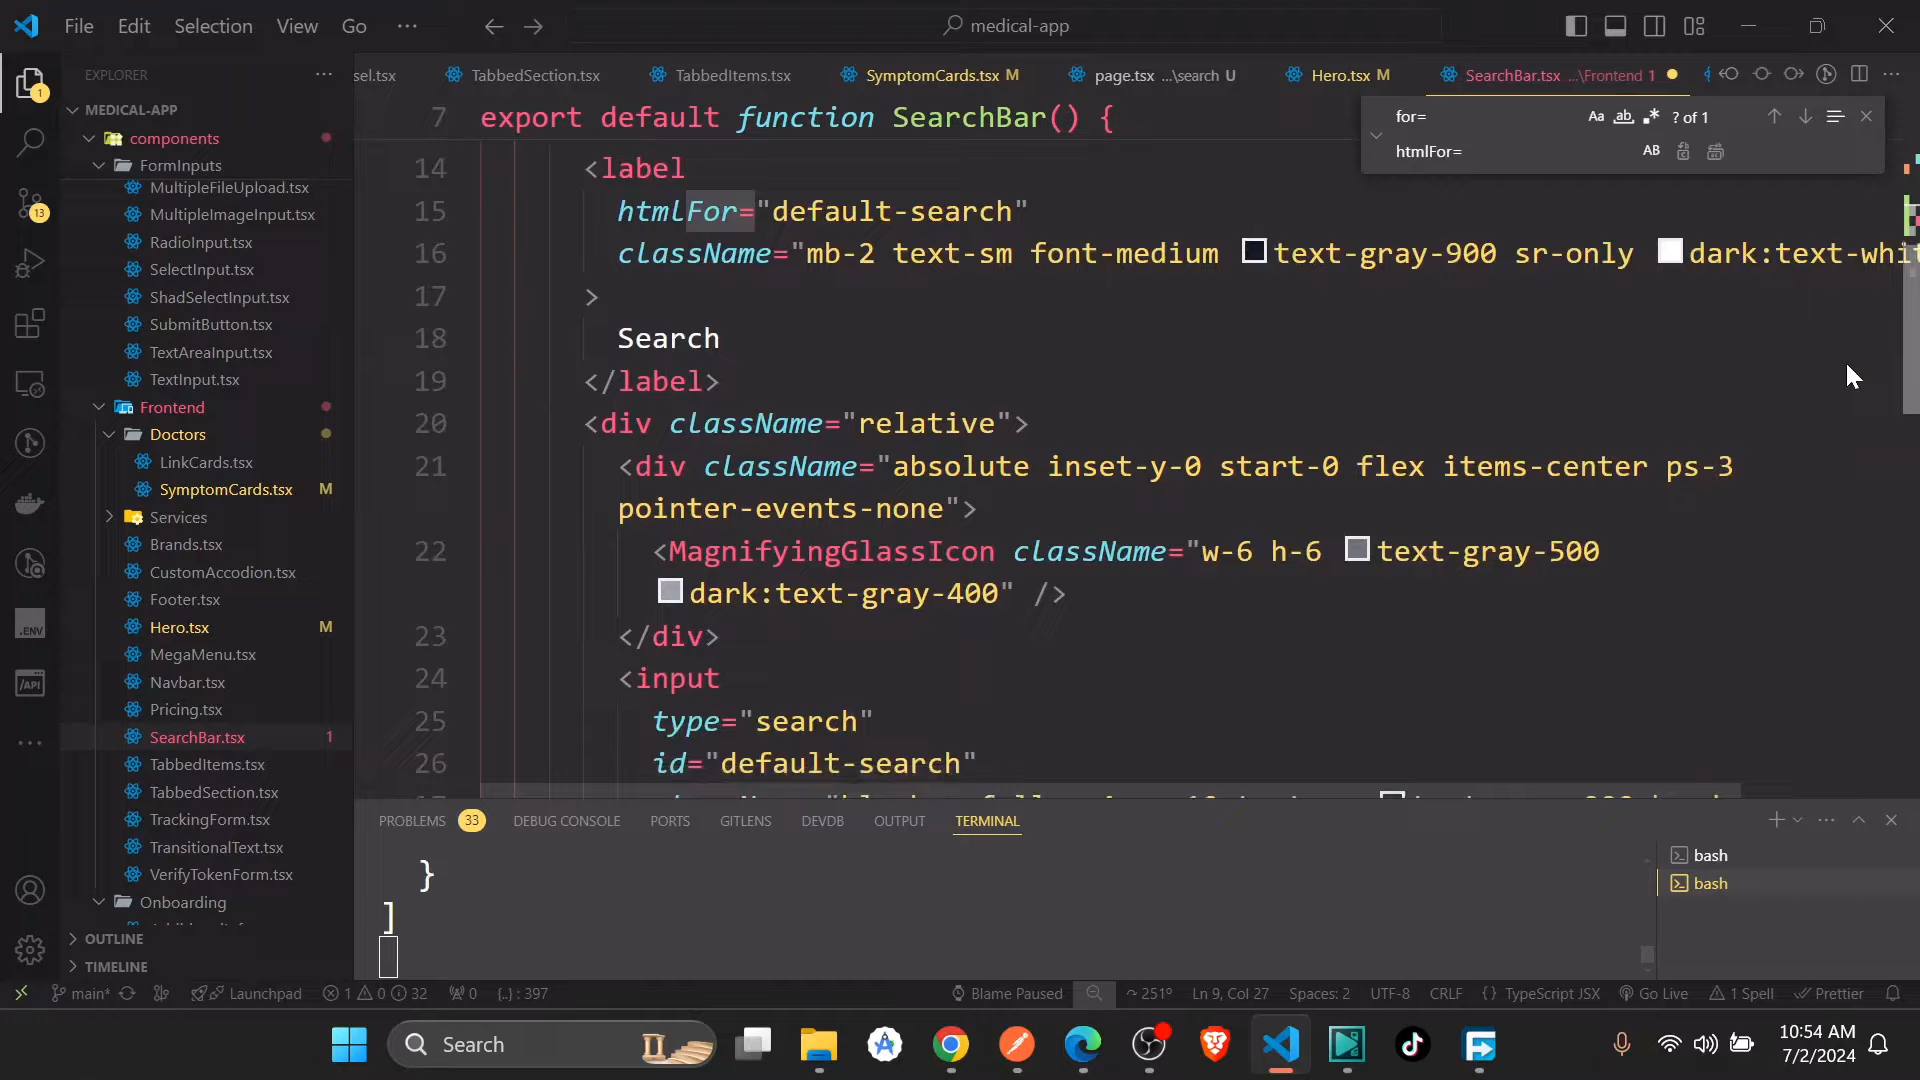 File Edit Selection View Go ··· medical-app
EXPLORER ···
sel.tsx TabbedSection.tsx TabbedItems.tsx SymptomCards.tsx M page.tsx ...\search U Hero.tsx M SearchBar.tsx ...\Frontend 1
MEDICAL-APP
components
FormInputs
MultipleFileUpload.tsx
MultipleImageInput.tsx
RadioInput.tsx
SelectInput.tsx
ShadSelectInput.tsx
SubmitButton.tsx
TextAreaInput.tsx
TextInput.tsx
Frontend
Doctors
LinkCards.tsx
SymptomCards.tsx M
Services
Brands.tsx
CustomAccodion.tsx
Footer.tsx
Hero.tsx M
MegaMenu.tsx
Navbar.tsx
Pricing.tsx
SearchBar.tsx 1
TabbedItems.tsx
TabbedSection.tsx
TrackingForm.tsx
TransitionalText.tsx
VerifyTokenForm.tsx
Onboarding
OUTLINE
TIMELINE
for= Aa ab ? of 1
htmlFor= AB
7 export default function SearchBar() {
14 <label
15 htmlFor="default-search"
16 className="mb-2 text-sm font-medium text-gray-900 sr-only dark:text-whit
17 >
18 Search
19 </label>
20 <div className="relative">
21 <div className="absolute inset-y-0 start-0 flex items-center ps-3
pointer-events-none">
22 <MagnifyingGlassIcon className="w-6 h-6 text-gray-500
dark:text-gray-400" />
23 </div>
24 <input
25 type="search"
26 id="default-search"
PROBLEMS 33 DEBUG CONSOLE PORTS GITLENS DEVDB OUTPUT TERMINAL
}
]
bash
bash
1
13
.ENV
/API
main* Launchpad 1 0 32 0 {..} : 397 Blame Paused 251° Ln 9, Col 27 Spaces: 2 UTF-8 CRLF {} TypeScript JSX Go Live 1 Spell Prettier
Search
10:54 AM
7/2/2024